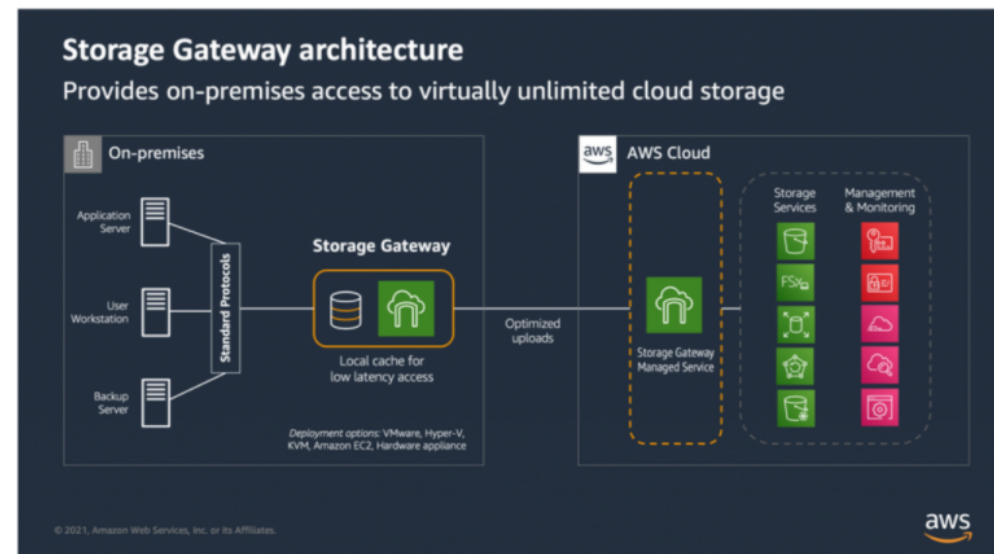 Storage Gateway architecture
Provides on-premises access to virtually unlimited cloud storage
On-premises
Application
Server
User
Workstation
Backup
Server
Standard Protocols
Storage Gateway
Local cache for
low latency access
Deployment options: VMware, Hyper-V,
KVM, Amazon EC2, Hardware appliance
Optimized
uploads
aws
AWS Cloud
Storage Gateway
Managed Service
Storage
Services
Management
& Monitoring
FSx
© 2021, Amazon Web Services, Inc. or its Affiliates.
aws